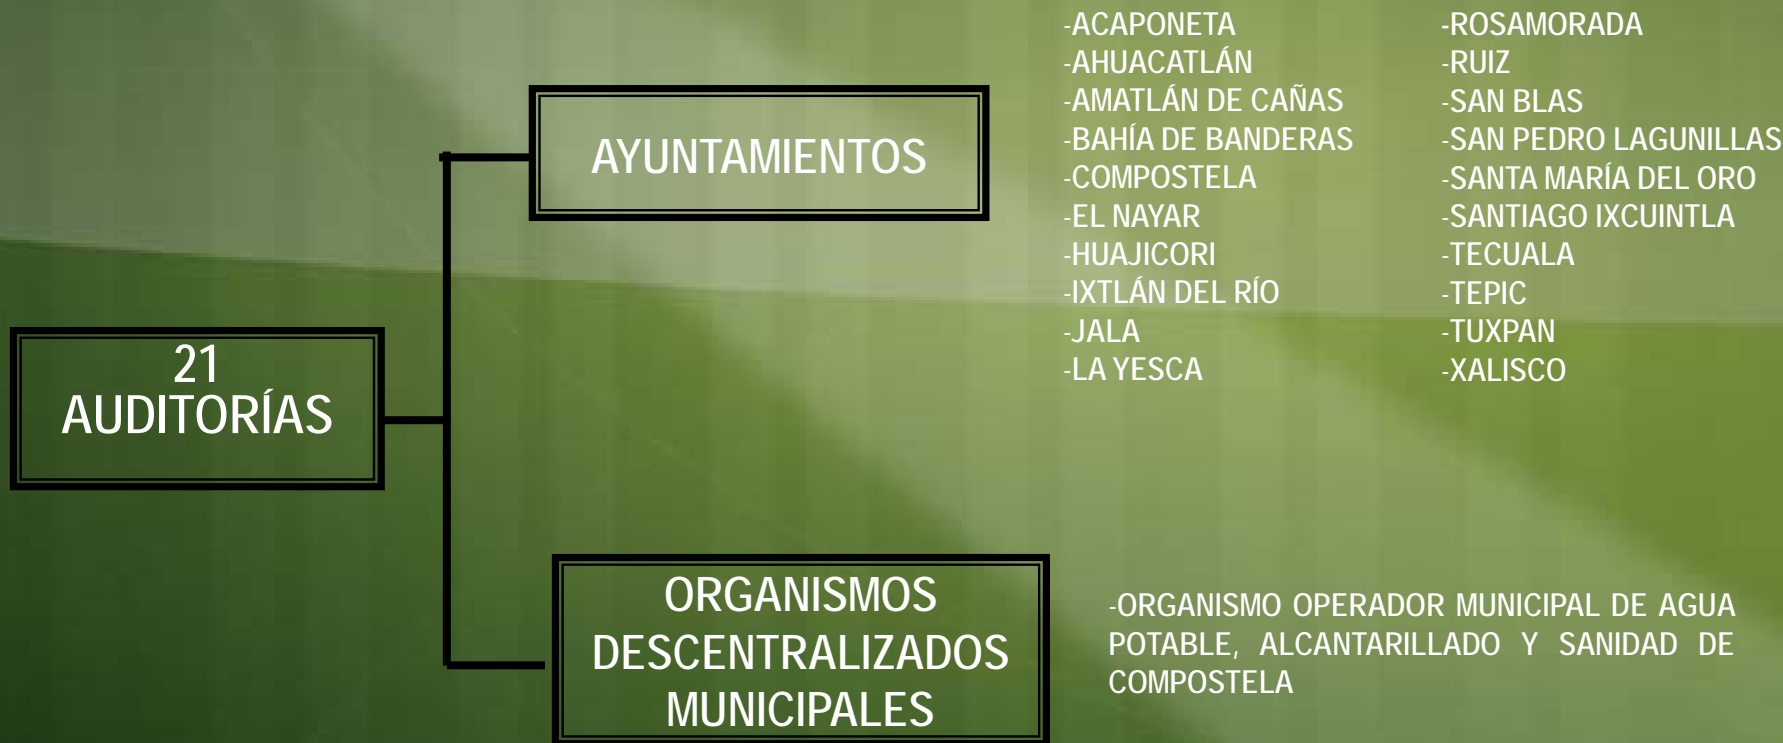 21
AUDITORÍAS
AYUNTAMIENTOS
-ACAPONETA
-AHUACATLÁN
-AMATLÁN DE CAÑAS
-BAHÍA DE BANDERAS
-COMPOSTELA
-EL NAYAR
-HUAJICORI
-IXTLÁN DEL RÍO
-JALA
-LA YESCA
-ROSAMORADA
-RUIZ
-SAN BLAS
-SAN PEDRO LAGUNILLAS
-SANTA MARÍA DEL ORO
-SANTIAGO IXCUINTLA
-TECUALA
-TEPIC
-TUXPAN
-XALISCO
ORGANISMOS
DESCENTRALIZADOS
MUNICIPALES
-ORGANISMO OPERADOR MUNICIPAL DE AGUA
POTABLE, ALCANTARILLADO Y SANIDAD DE
COMPOSTELA